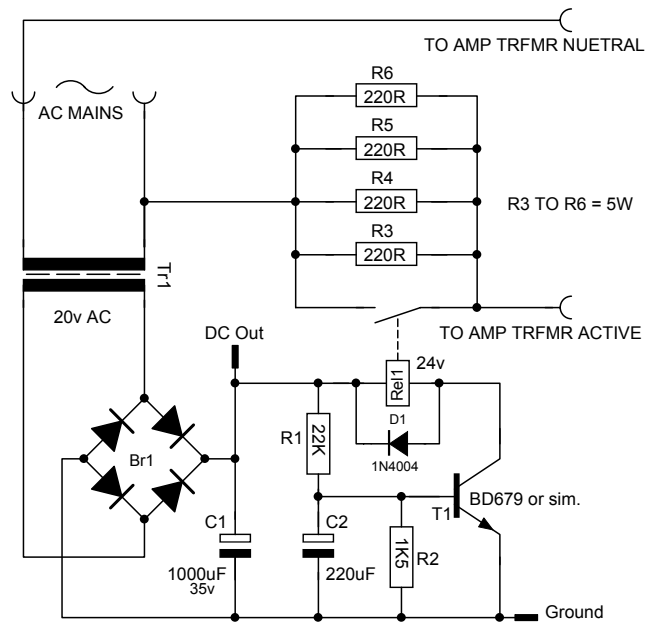 TO AMP TRFMR NUETRAL
AC MAINS
R6
220R
R5
220R
R4
220R
R3
220R
R3 TO R6 = 5W
Tr1
20v AC
TO AMP TRFMR ACTIVE
DC Out
24v
Rel1
D1
1N4004
R1
22K
Br1
BD679 or sim.
T1
C1
1000uF
35v
C2
220uF
1K5
R2
Ground